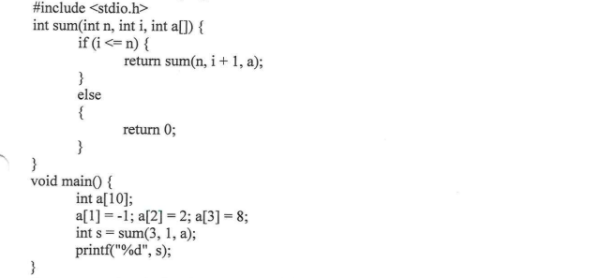 #include <stdio.h>
int sum(int n, int i, int a[]) {
if (i <= n) {
return sum(n, i + 1, a);
}
else
{
return 0;
}
}
void main() {
int a[10];
a[1] = -1; a[2] = 2; a[3] = 8;
int s = sum(3, 1, a);
printf("%d", s);
}